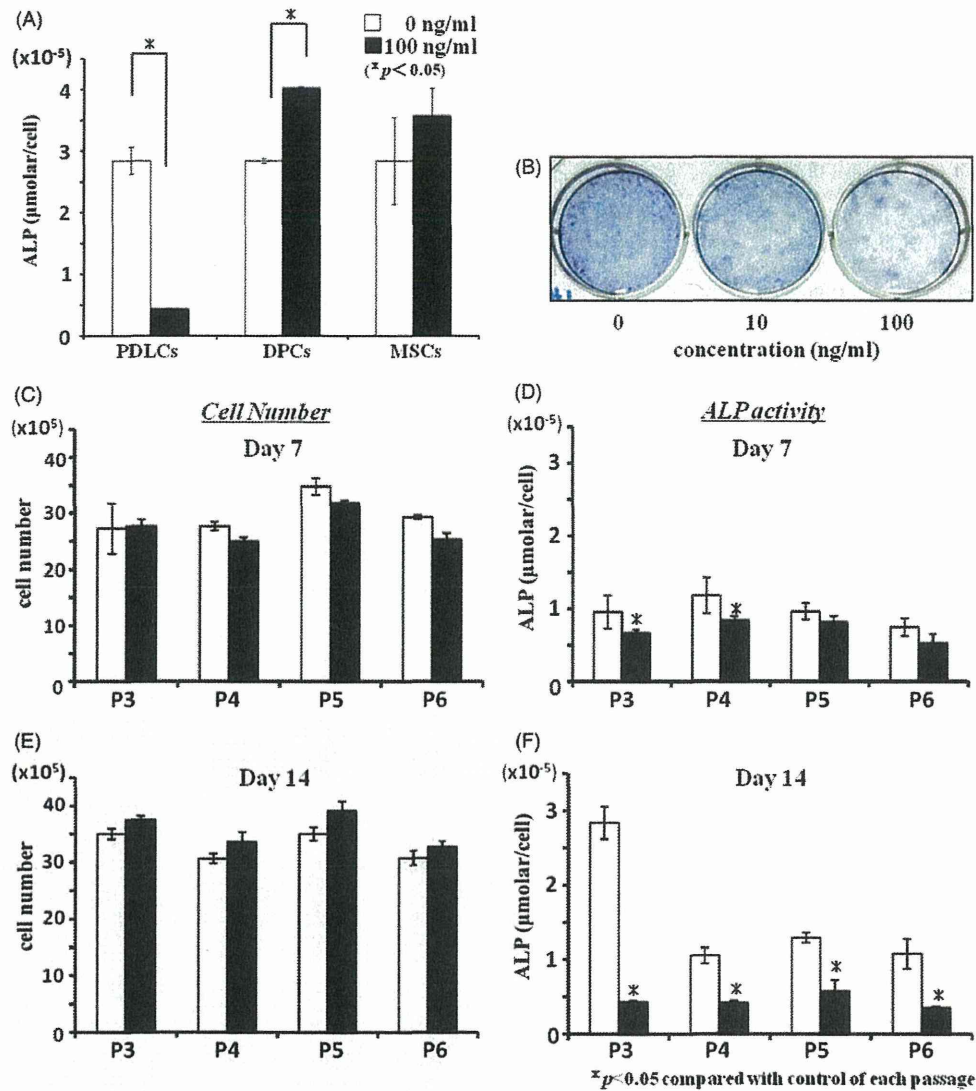 (A)
(x10⁻⁵)
4
3
2
1
0
ALP (μmolar/cell)
*
*
0 ng/ml
100 ng/ml
(*p<0.05)
PDLCs DPCs MSCs
(B)
0 10 100
concentration (ng/ml)
(C)
Cell Number
(x10⁵)
Day 7
30
20
10
0
cell number
P3 P4 P5 P6
(D)
ALP activity
(x10⁻⁵)
Day 7
3
2
1
0
ALP (μmolar/cell)
* *
P3 P4 P5 P6
(E)
(x10⁵)
Day 14
40
30
20
10
0
cell number
P3 P4 P5 P6
(F)
(x10⁻⁵)
Day 14
3
2
1
0
ALP (μmolar/cell)
* * * *
P3 P4 P5 P6
*p<0.05 compared with control of each passage